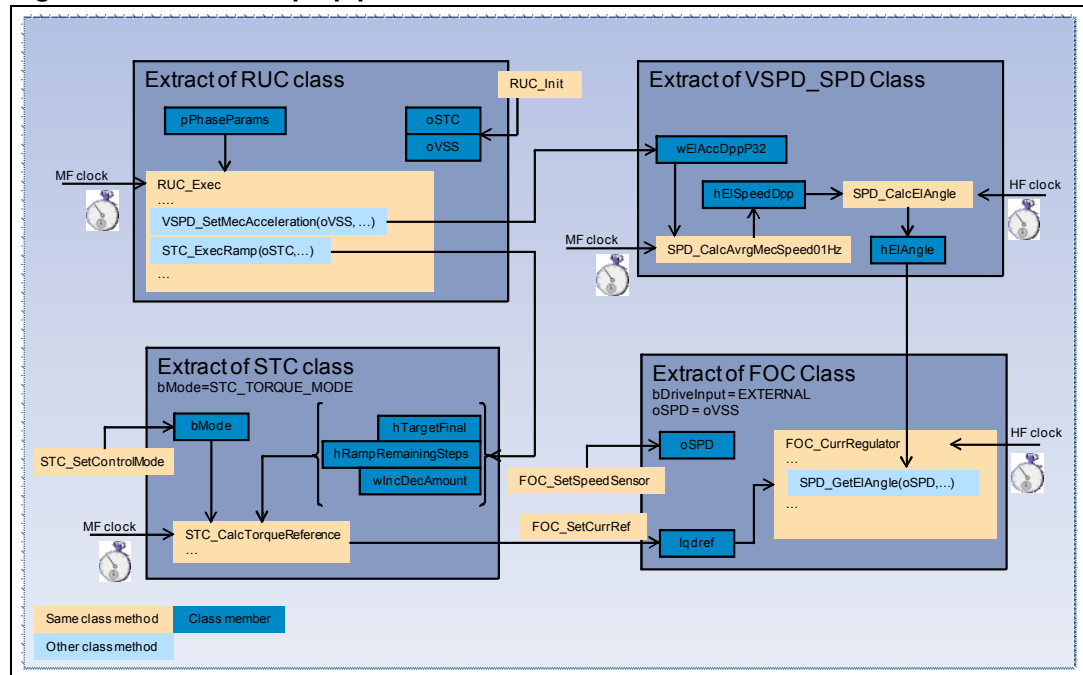 Extract of RUC class
RUC_Init
pPhaseParams
oSTC
oVSS
MF clock
RUC_Exec
....
VSPD_SetMecAcceleration(oVSS, ...)
STC_ExecRamp(oSTC,...)
...
Extract of VSPD_SPD Class
wElAccDppP32
hElSpeedDpp
SPD_CalcElAngle
HF clock
MF clock
SPD_CalcAvrgMecSpeed01Hz
hElAngle
Extract of STC class
bMode=STC_TORQUE_MODE
bMode
hTargetFinal
hRampRemainingSteps
wIncDecAmount
STC_SetControlMode
MF clock
STC_CalcTorqueReference
...
Extract of FOC Class
bDriveInput = EXTERNAL
oSPD = oVSS
oSPD
FOC_CurrRegulator
...
HF clock
FOC_SetSpeedSensor
SPD_GetElAngle(oSPD,...)
...
FOC_SetCurrRef
Iqdref
Same class method
Class member
Other class method